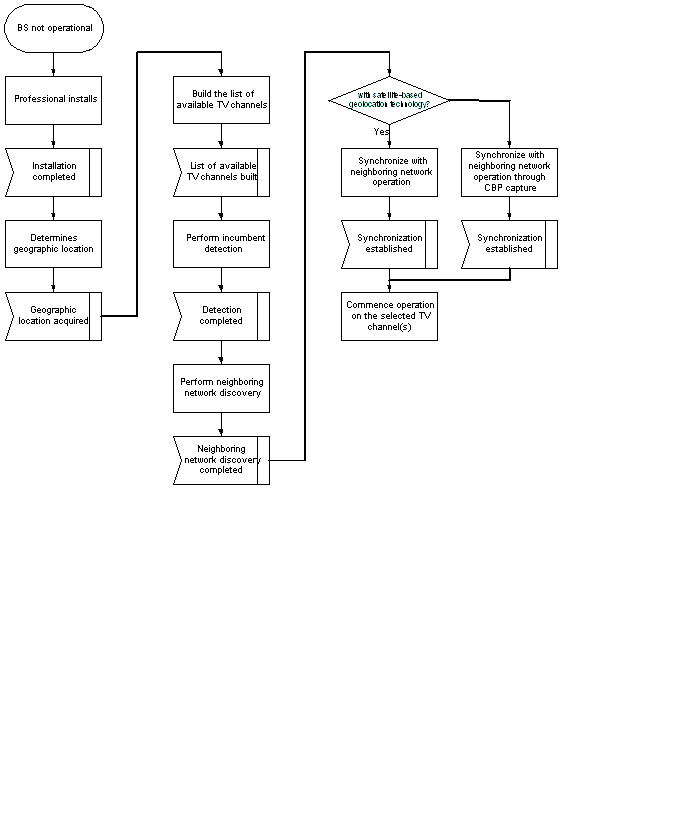 BS not operational
Professional installs
Installation
completed
Determines
geographic location
Geographic
location acquired
Build the list of
available TV channels
List of available
TV channels built
Perform incumbent
detection
Detection
completed
Perform neighboring
network discovery
Neighboring
network discovery
completed
with satellite-based
geolocation technology?
Yes
Synchronize with
neighboring network
operation
Synchronization
established
Commence operation
on the selected TV
channel(s)
Synchronize with
neighboring network
operation through
CBP capture
Synchronization
established